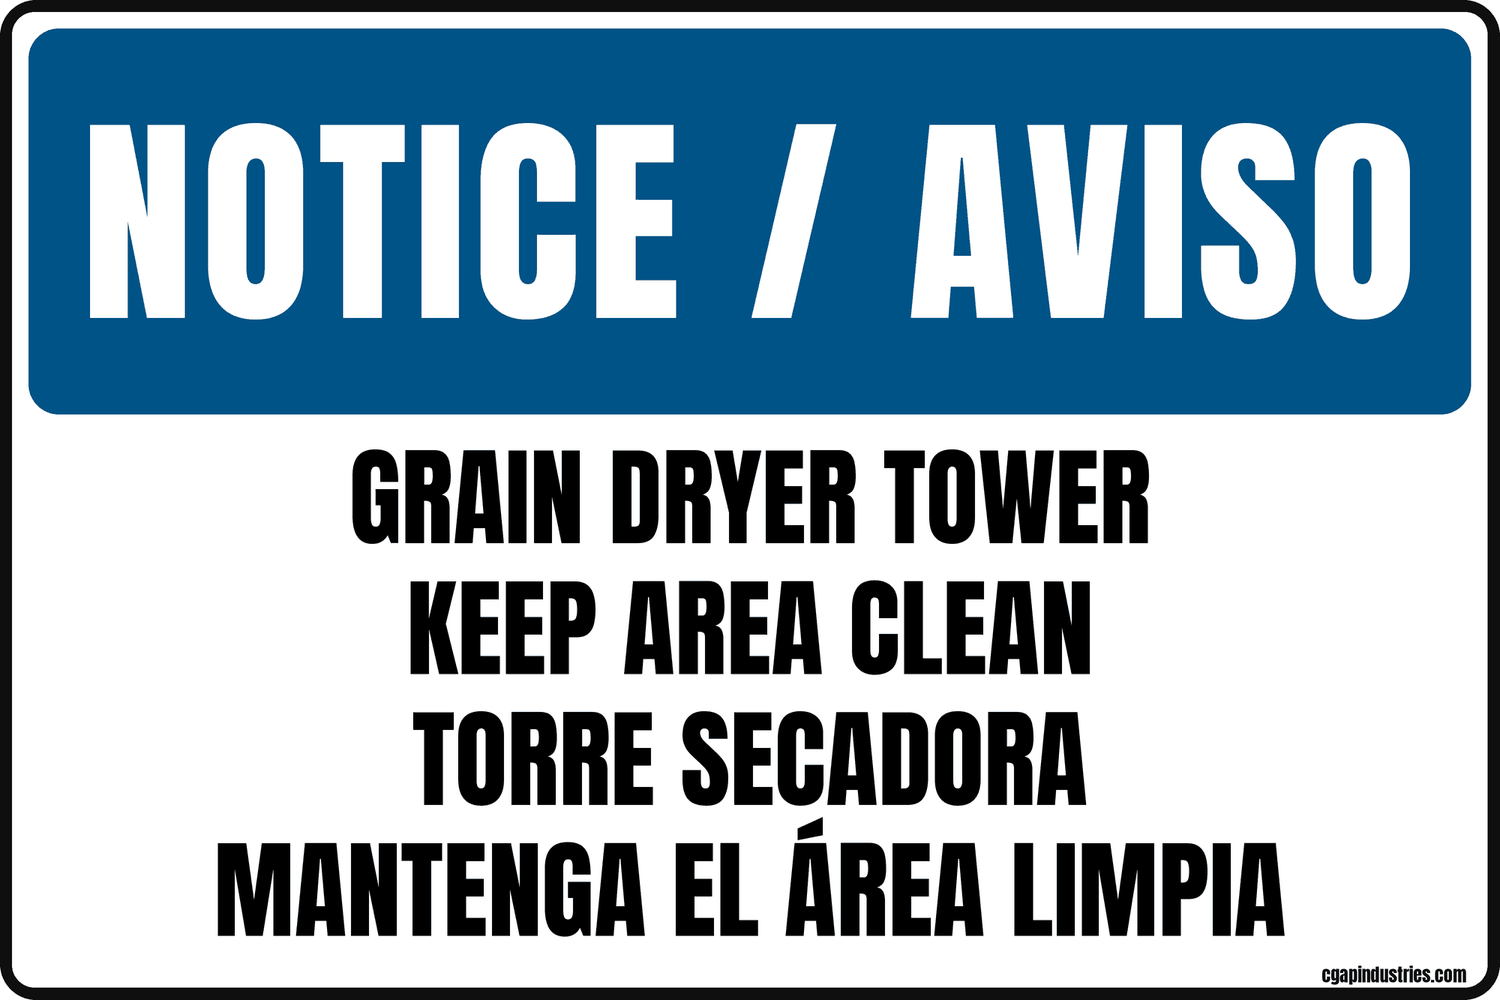 NOTICE / AVISO
GRAIN DRYER TOWER
KEEP AREA CLEAN
TORRE SECADORA
MANTENGA EL ÁREA LIMPIA
cgapindustries.com